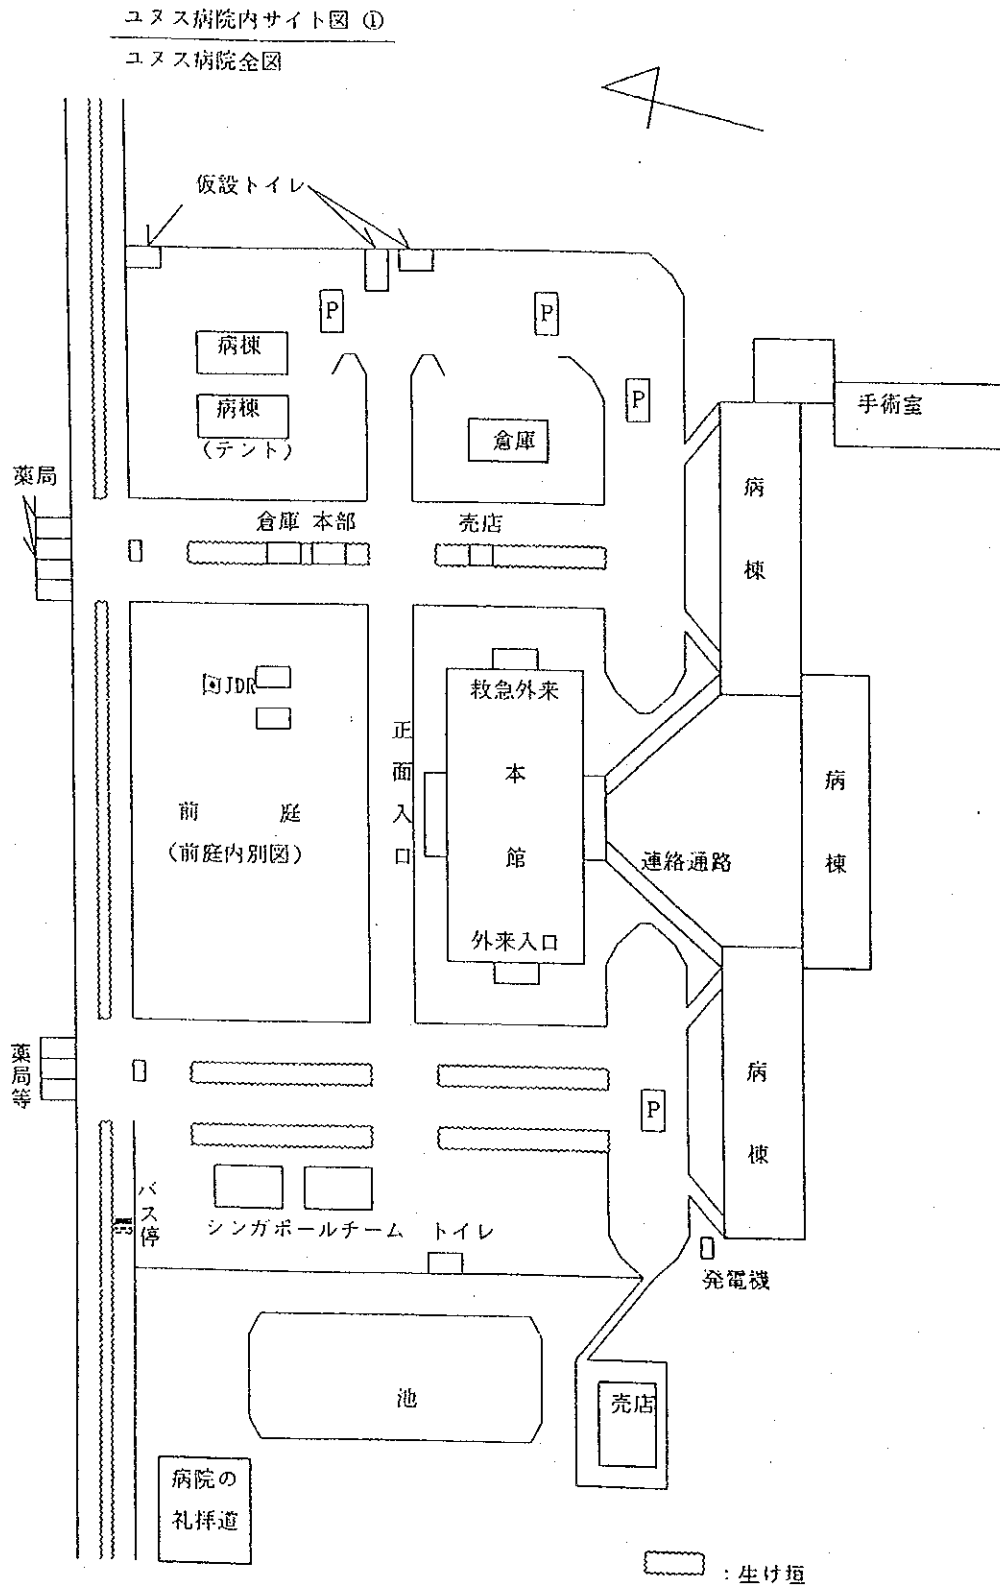 ユヌス病院内サイト図 ①
ユヌス病院全図
仮設トイレ
P
P
病棟
P
病棟
(テント)
手術室
倉庫
薬局
病棟
倉庫 本部
売店
JDR
救急外来
正面入口
本館
病棟
前庭
(前庭内別図)
連絡通路
外来入口
薬局等
病棟
P
バス停
シンガポールチーム
トイレ
発電機
池
売店
病院の
礼拝道
:生け垣